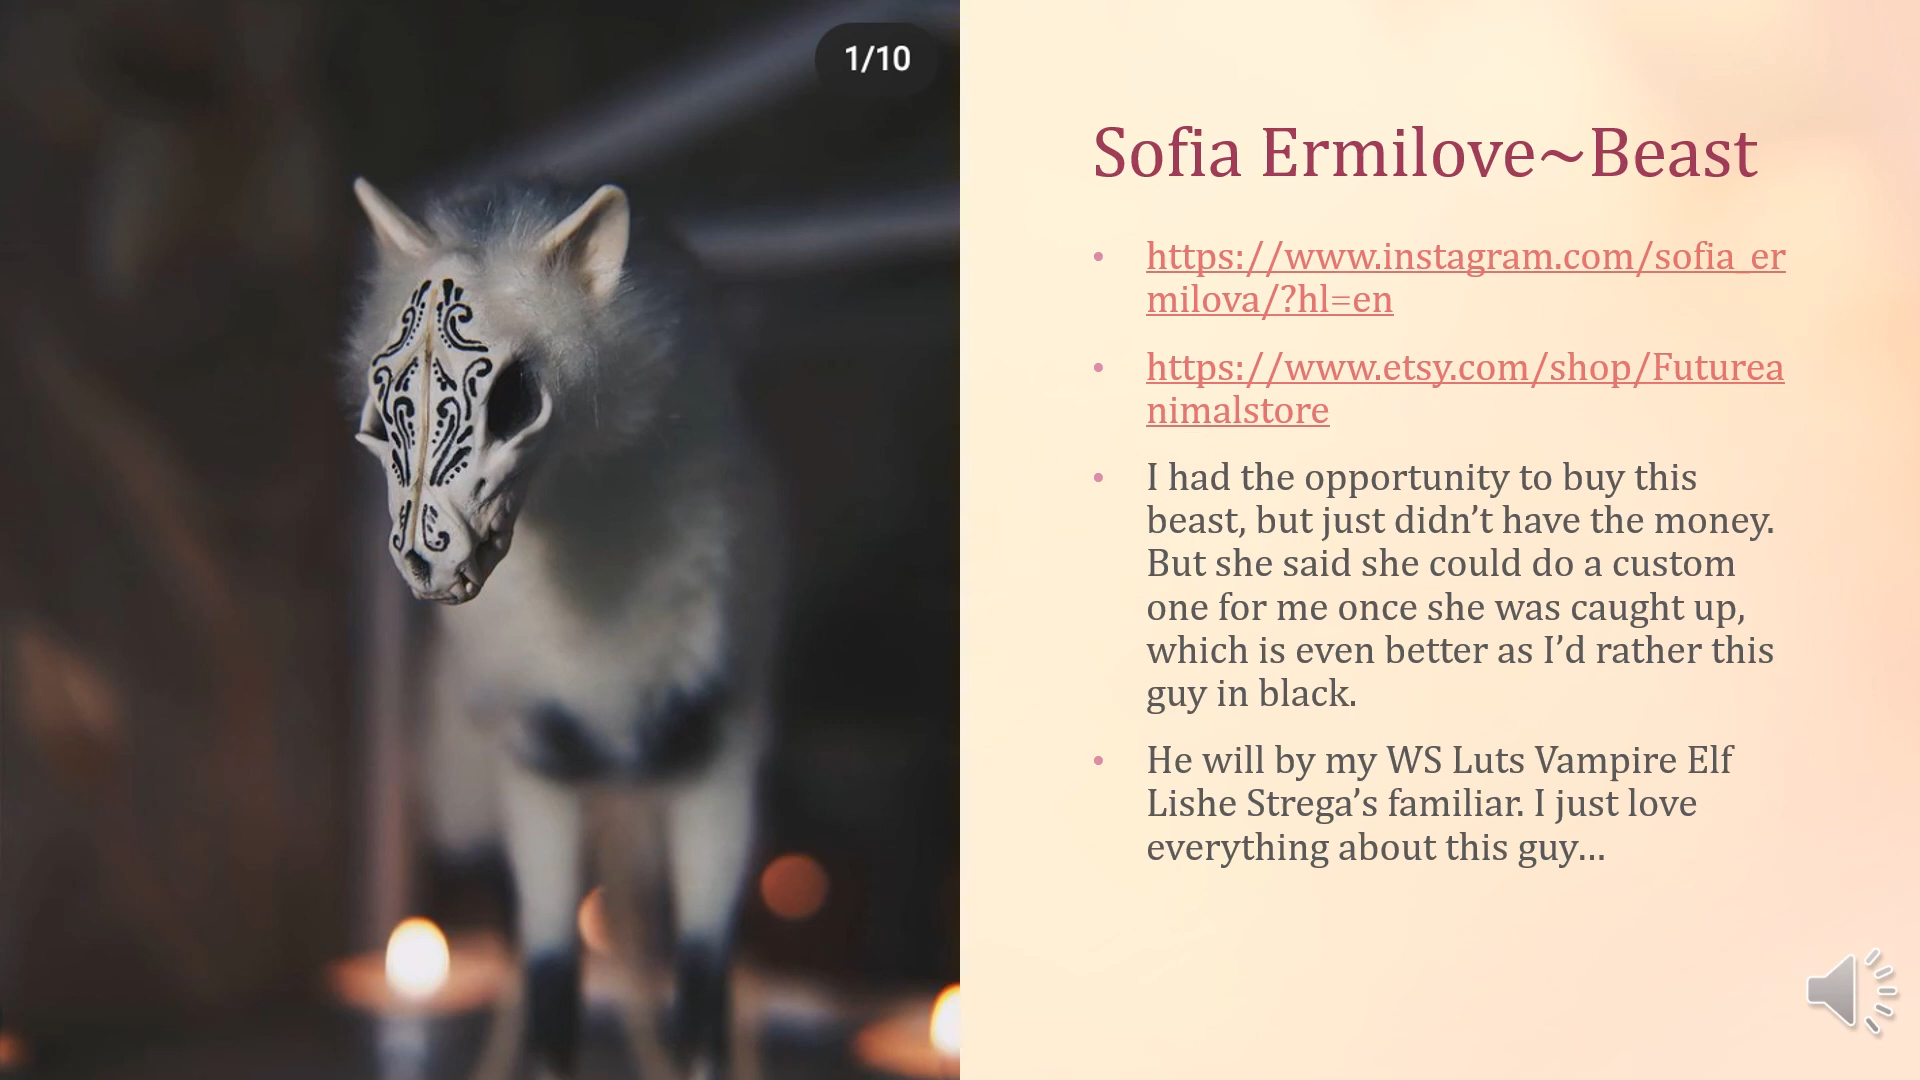 1/10
Sofia Ermilove~Beast
https://www.instagram.com/sofia_er
milova/?hl=en
https://www.etsy.com/shop/Futurea
nimalstore
I had the opportunity to buy this
beast, but just didn’t have the money.
But she said she could do a custom
one for me once she was caught up,
which is even better as I’d rather this
guy in black.
He will by my WS Luts Vampire Elf
Lishe Strega’s familiar. I just love
everything about this guy…